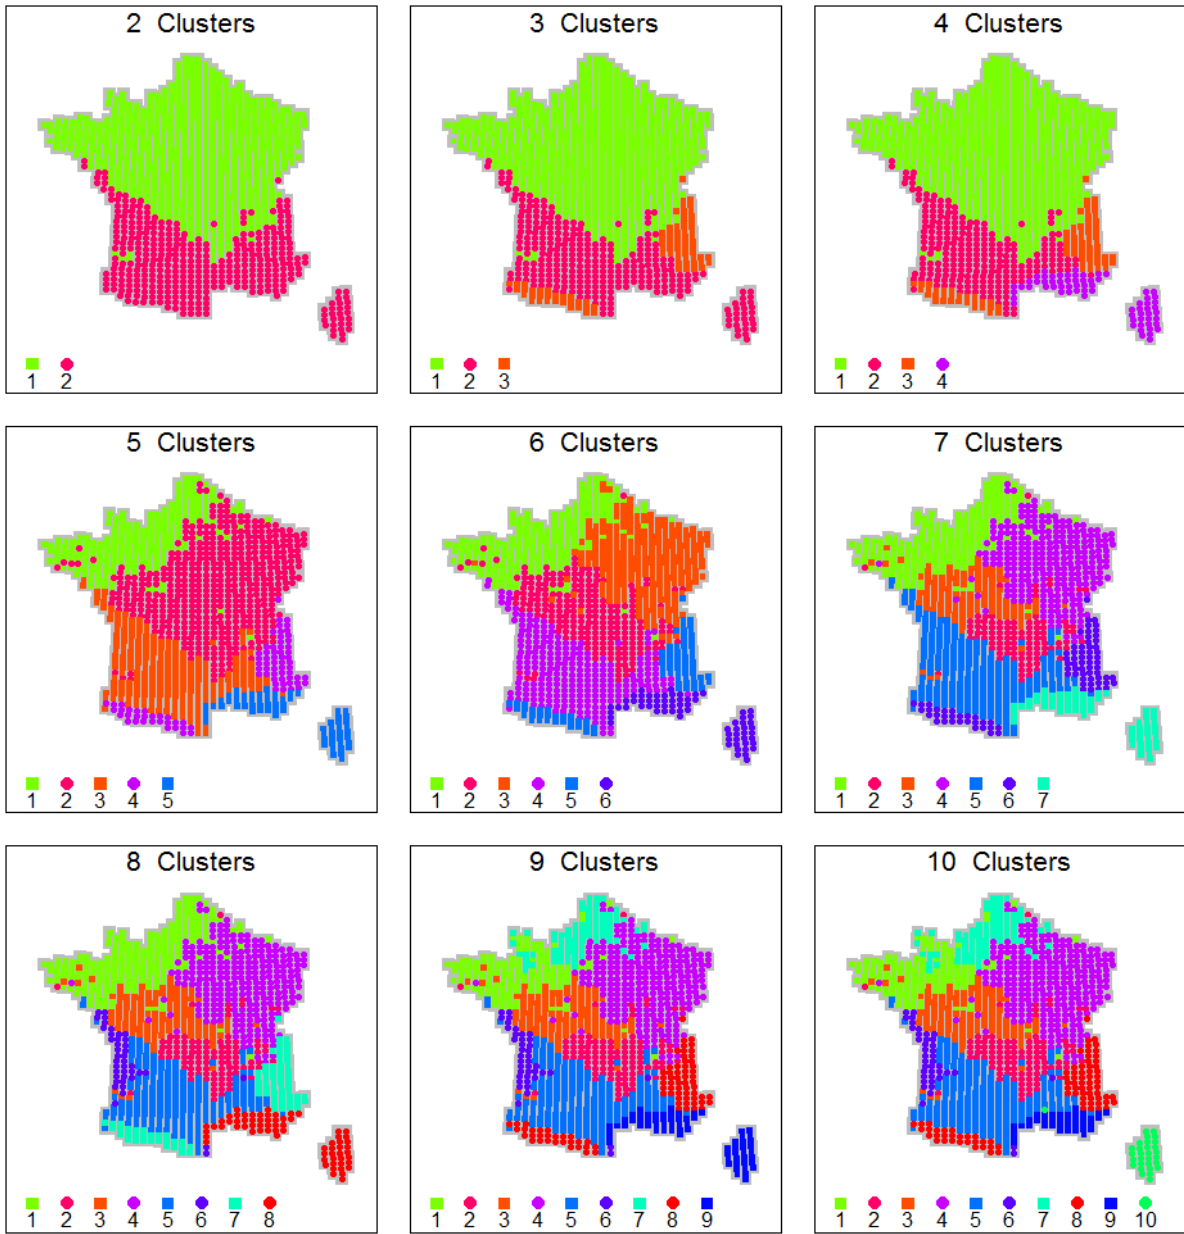 2 Clusters
1 2
3 Clusters
1 2 3
4 Clusters
1 2 3 4
5 Clusters
1 2 3 4 5
6 Clusters
1 2 3 4 5 6
7 Clusters
1 2 3 4 5 6 7
8 Clusters
1 2 3 4 5 6 7 8
9 Clusters
1 2 3 4 5 6 7 8 9
10 Clusters
1 2 3 4 5 6 7 8 9 10